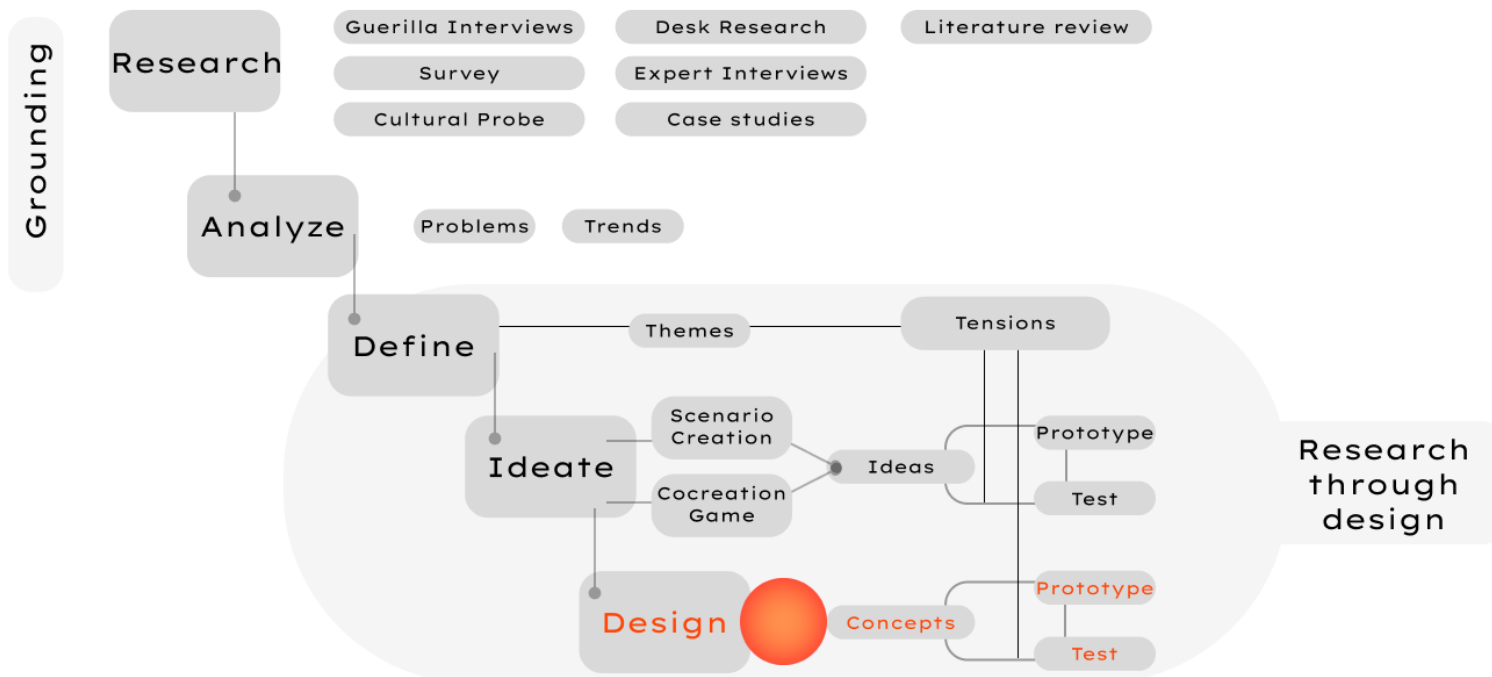 Grounding
Research
Guerilla Interviews
Desk Research
Literature review
Survey
Expert Interviews
Cultural Probe
Case studies
Analyze
Problems
Trends
Define
Themes
Tensions
Ideate
Scenario
Creation
Cocreation
Game
Ideas
Prototype
Test
Research
through
design
Design
Concepts
Prototype
Test